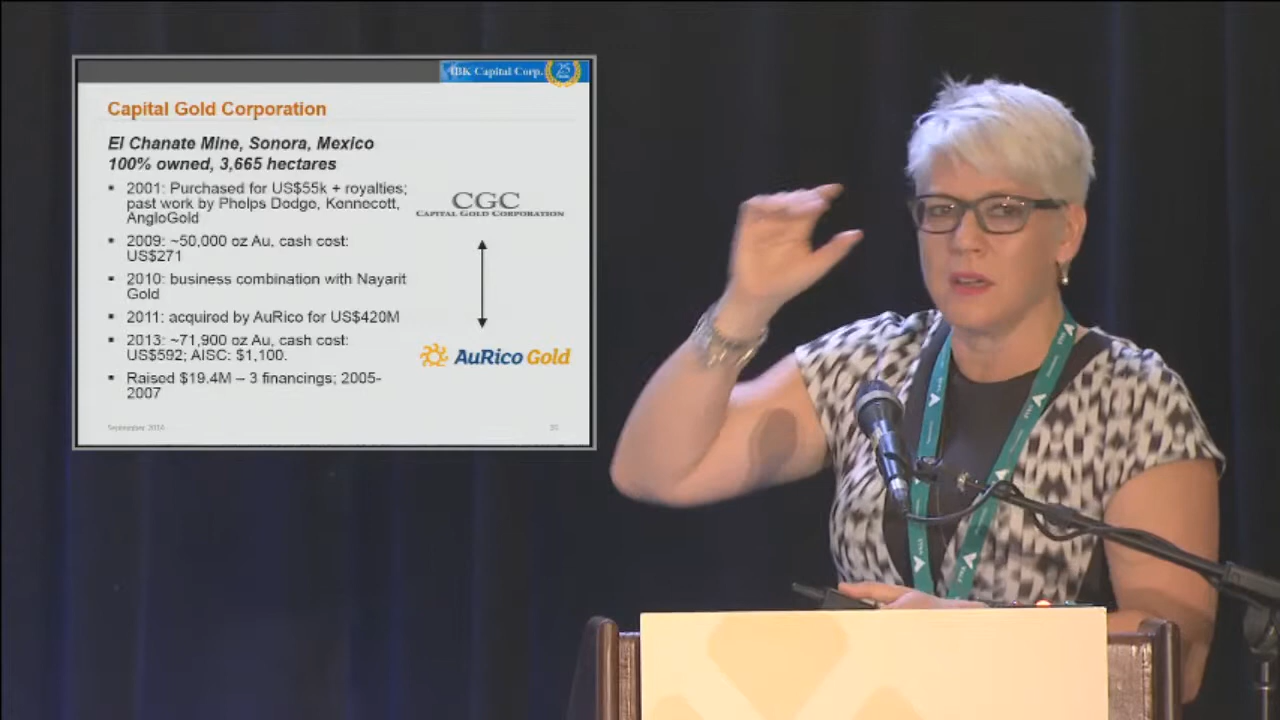 IBK Capital Corp.
25
Capital Gold Corporation
El Chanate Mine, Sonora, Mexico
100% owned, 3,665 hectares
▪ 2001: Purchased for US$55k + royalties;
past work by Phelps Dodge, Kennecott,
AngloGold
▪ 2009: ~50,000 oz Au, cash cost:
US$271
▪ 2010: business combination with Nayarit
Gold
▪ 2011: acquired by AuRico for US$420M
▪ 2013: ~71,900 oz Au, cash cost:
US$592; AISC: $1,100.
▪ Raised $19.4M – 3 financings; 2005-
2007
CGC
CAPITAL GOLD CORPORATION
AuRico Gold
VALE